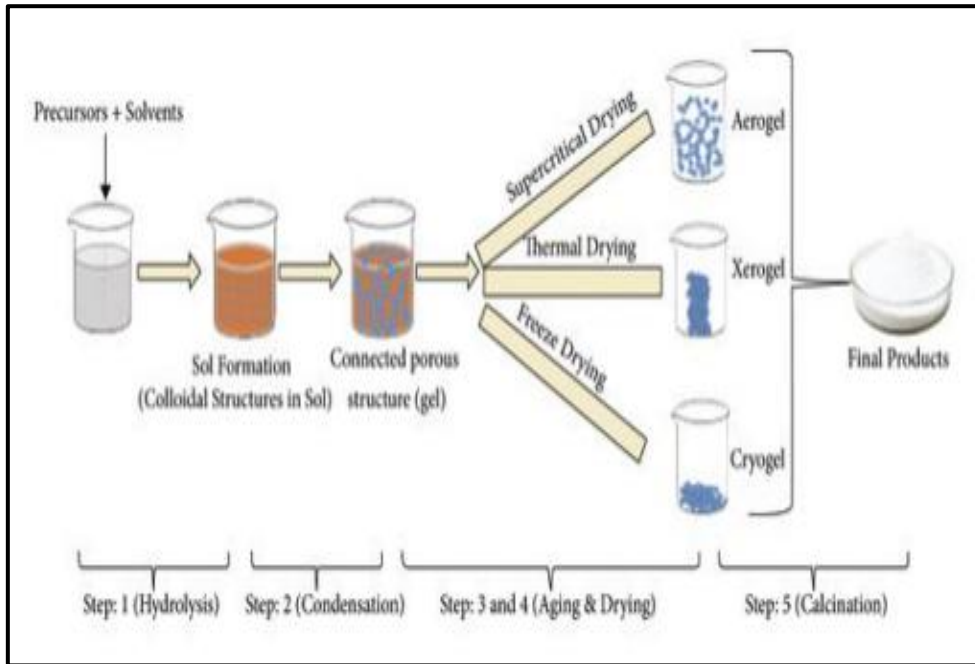 Precursors + Solvents
Sol Formation
(Colloidal Structures in Sol)
Connected porous
structure (gel)
Supercritical Drying
Thermal Drying
Freeze Drying
Aerogel
Xerogel
Cryogel
Final Products
Step: 1 (Hydrolysis)
Step: 2 (Condensation)
Step: 3 and 4 (Aging & Drying)
Step: 5 (Calcination)